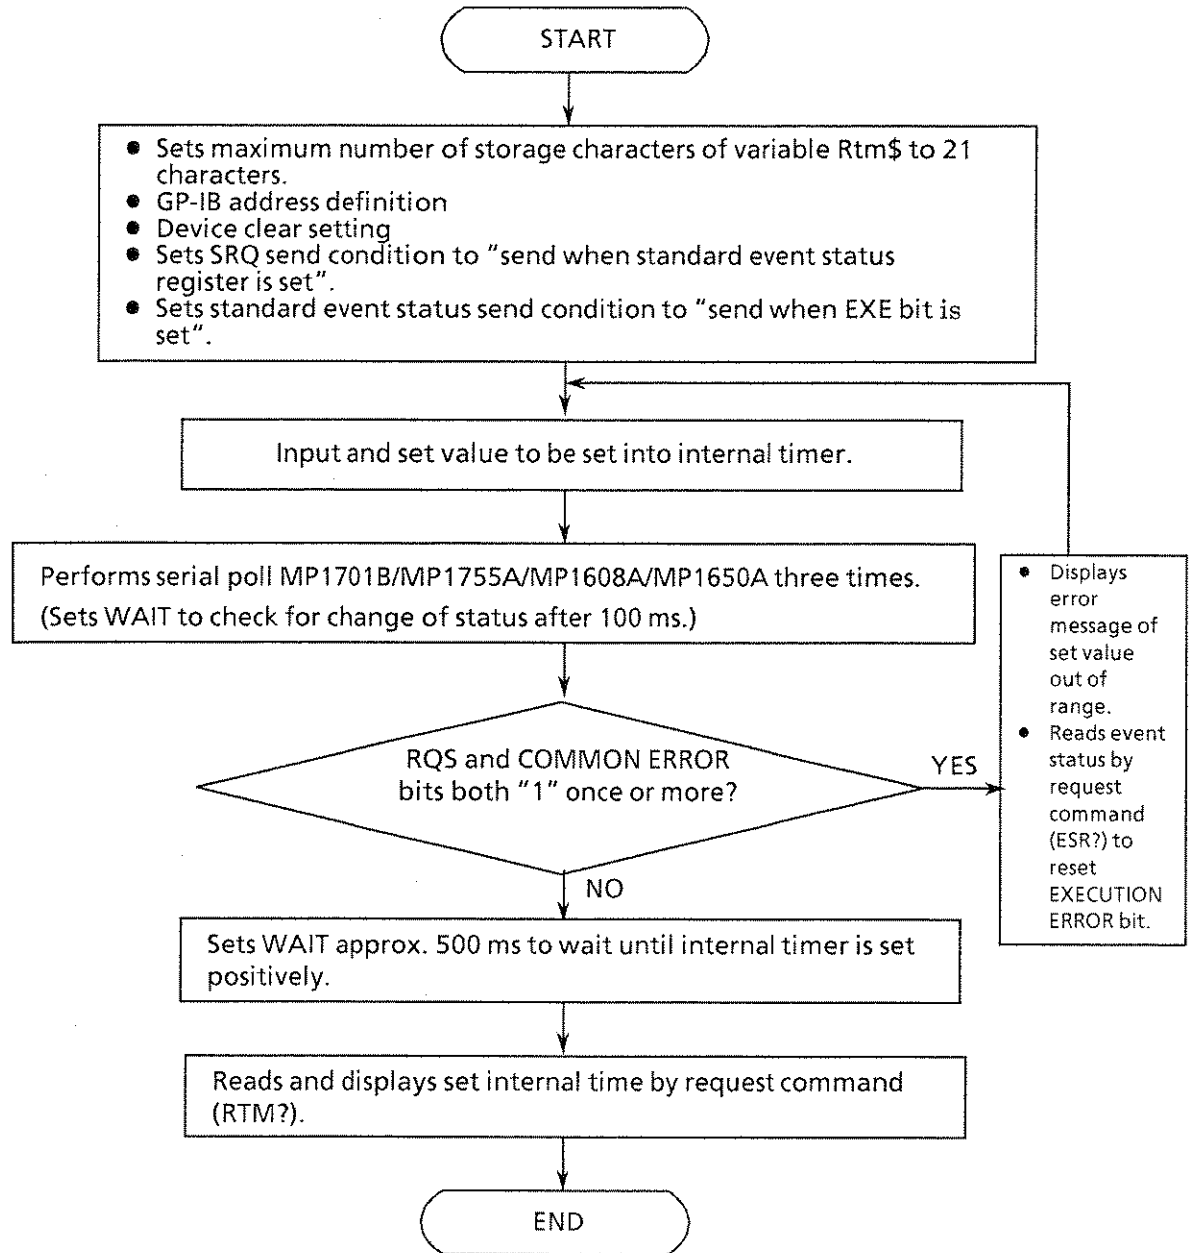 START
● Sets maximum number of storage characters of variable Rtm$ to 21
characters.
● GP-IB address definition
● Device clear setting
● Sets SRQ send condition to "send when standard event status
register is set".
● Sets standard event status send condition to "send when EXE bit is
set".
Input and set value to be set into internal timer.
Performs serial poll MP1701B/MP1755A/MP1608A/MP1650A three times.
(Sets WAIT to check for change of status after 100 ms.)
RQS and COMMON ERROR
bits both "1" once or more?
YES
● Displays
error
message of
set value
out of
range.
● Reads event
status by
request
command
(ESR?) to
reset
EXECUTION
ERROR bit.
NO
Sets WAIT approx. 500 ms to wait until internal timer is set
positively.
Reads and displays set internal time by request command
(RTM?).
END